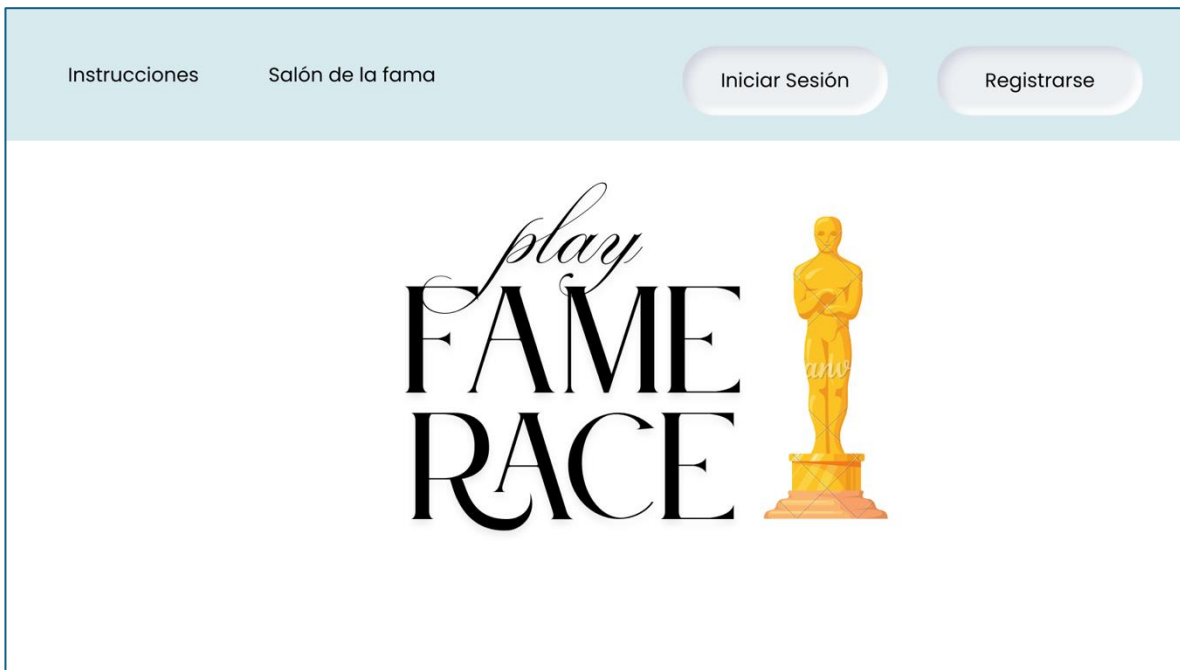 Instrucciones
Salón de la fama
Iniciar Sesión
Registrarse
play
FAME
RACE